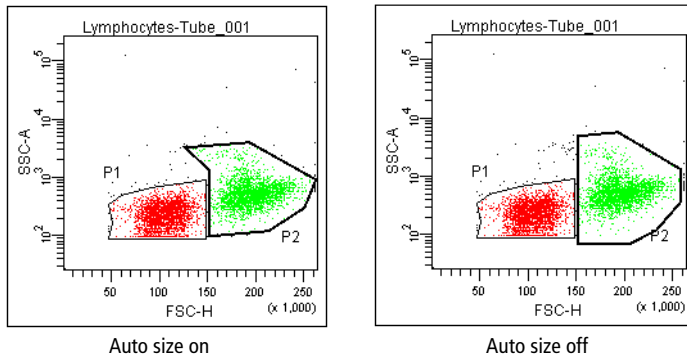 Lymphocytes-Tube_001
SSC-A
10^5
10^4
10^3
10^2
P1
P2
50 100 150 200 250
FSC-H (x 1,000)
Auto size on
Lymphocytes-Tube_001
SSC-A
10^5
10^4
10^3
10^2
P1
P2
50 100 150 200 250
FSC-H (x 1,000)
Auto size off